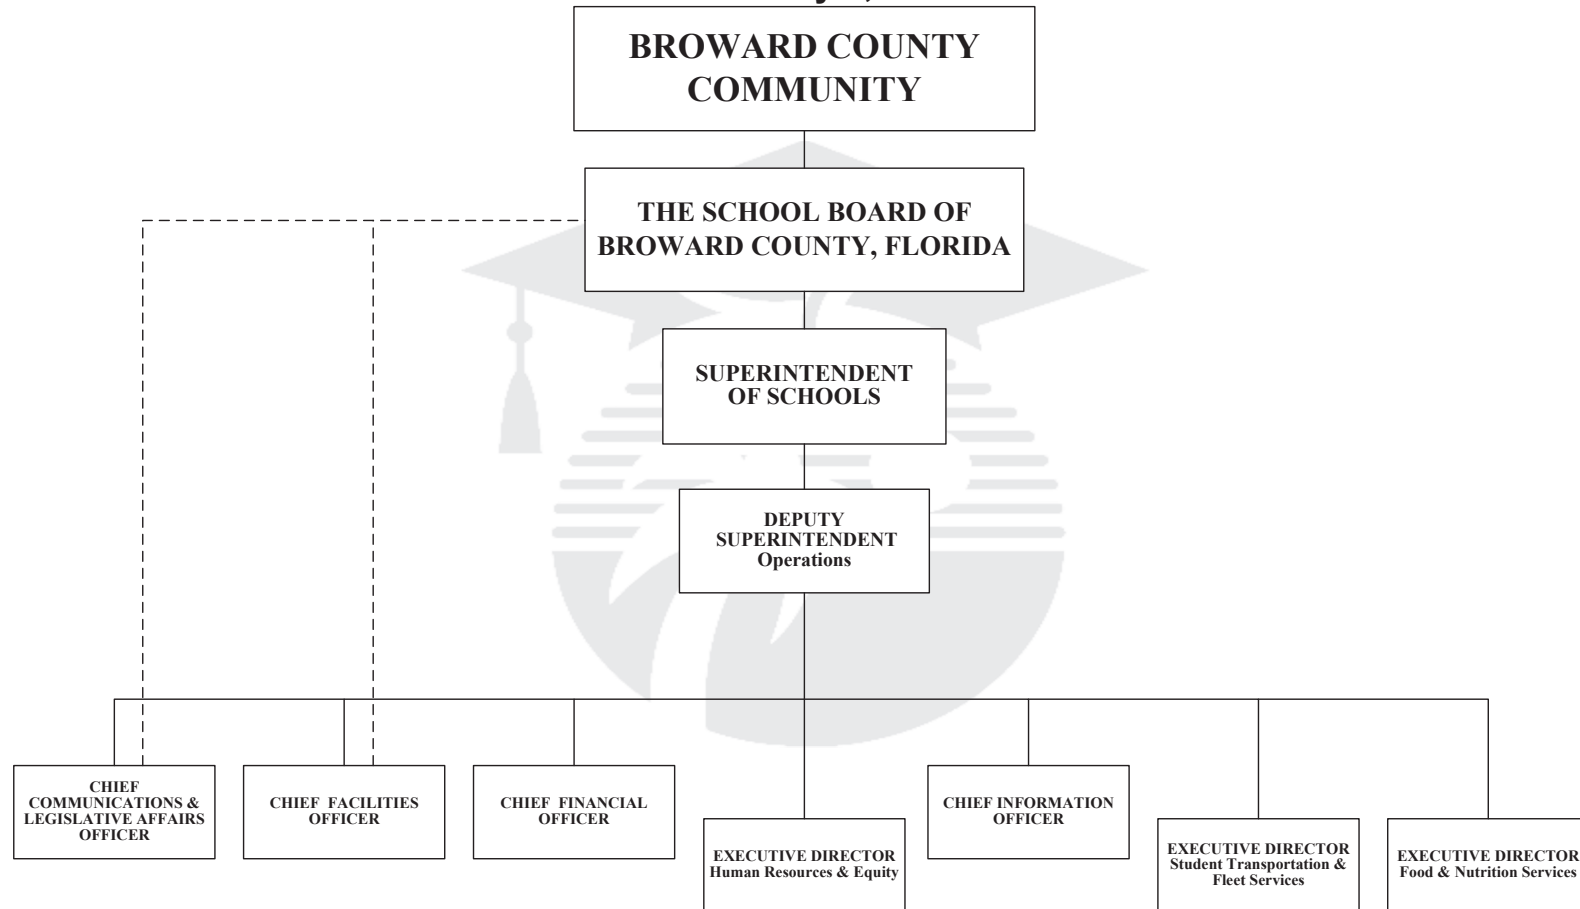 BROWARD COUNTY
COMMUNITY
THE SCHOOL BOARD OF
BROWARD COUNTY, FLORIDA
SUPERINTENDENT
OF SCHOOLS
DEPUTY
SUPERINTENDENT
Operations
CHIEF
COMMUNICATIONS &
LEGISLATIVE AFFAIRS
OFFICER
CHIEF FACILITIES
OFFICER
CHIEF FINANCIAL
OFFICER
EXECUTIVE DIRECTOR
Human Resources & Equity
CHIEF INFORMATION
OFFICER
EXECUTIVE DIRECTOR
Student Transportation &
Fleet Services
EXECUTIVE DIRECTOR
Food & Nutrition Services